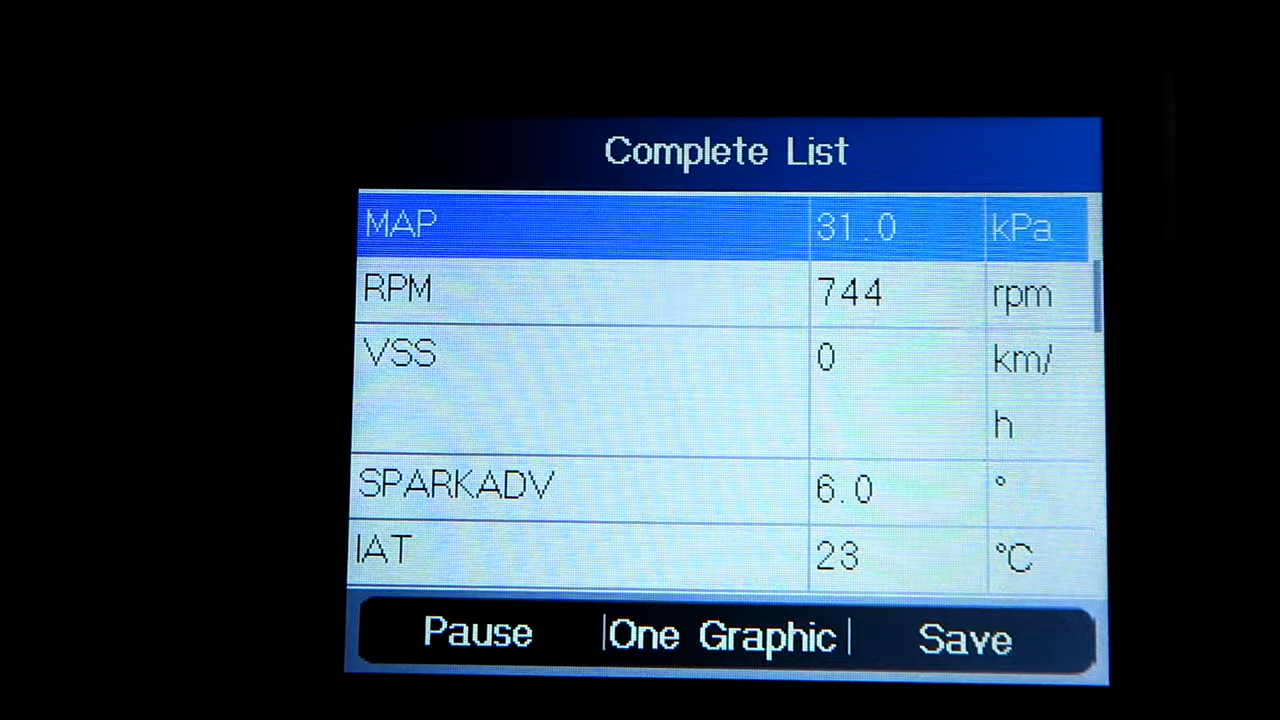 Complete List
MAP 31.0 kPa
RPM 744 rpm
VSS 0 km/
h
SPARKADV 6.0 °
IAT 23 °C
Pause |One Graphic| Save